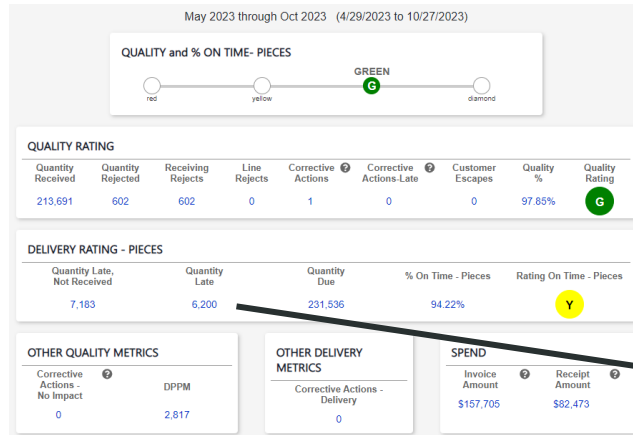 May 2023 through Oct 2023 (4/29/2023 to 10/27/2023)
QUALITY and % ON TIME- PIECES
GREEN
G
red yellow diamond
QUALITY RATING
Quantity Quantity Receiving Line Corrective ? Corrective ? Customer Quality Quality
Received Rejected Rejects Rejects Actions Actions-Late Escapes % Rating
213,691 602 602 0 1 0 0 97.85% G
DELIVERY RATING - PIECES
Quantity Late, Quantity Quantity % On Time - Pieces Rating On Time - Pieces
Not Received Late Due
7,183 6,200 231,536 94.22% Y
OTHER QUALITY METRICS
Corrective ?
Actions -
No Impact
DPPM
0 2,817
OTHER DELIVERY
METRICS
Corrective Actions -
Delivery
0
SPEND
Invoice ? Receipt ?
Amount Amount
$157,705 $82,473